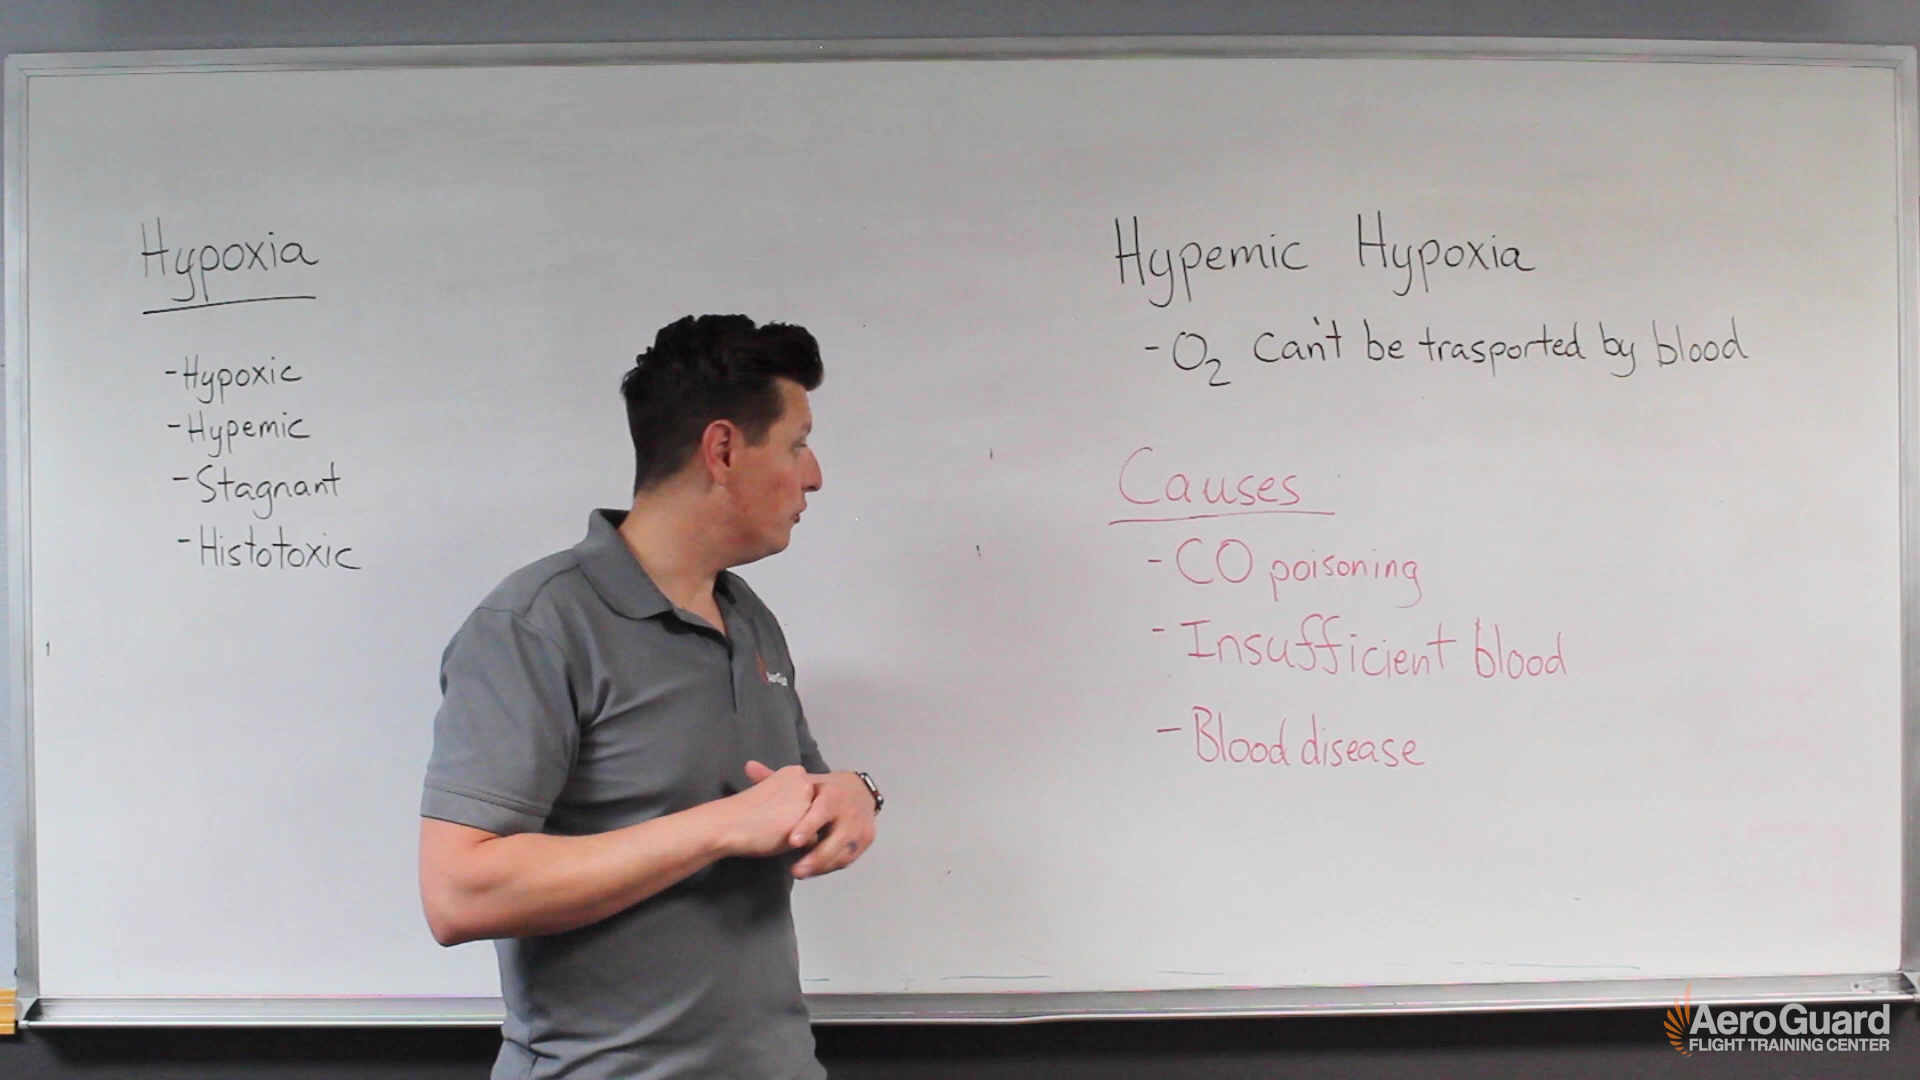 Hypoxia
-Hypoxic
-Hypemic
-Stagnant
-Histotoxic
Hypemic Hypoxia
-O₂ can't be trasported by blood
Causes
-CO poisoning
-Insufficient blood
-Blood disease
AeroGuard
AeroGuard
FLIGHT TRAINING CENTER